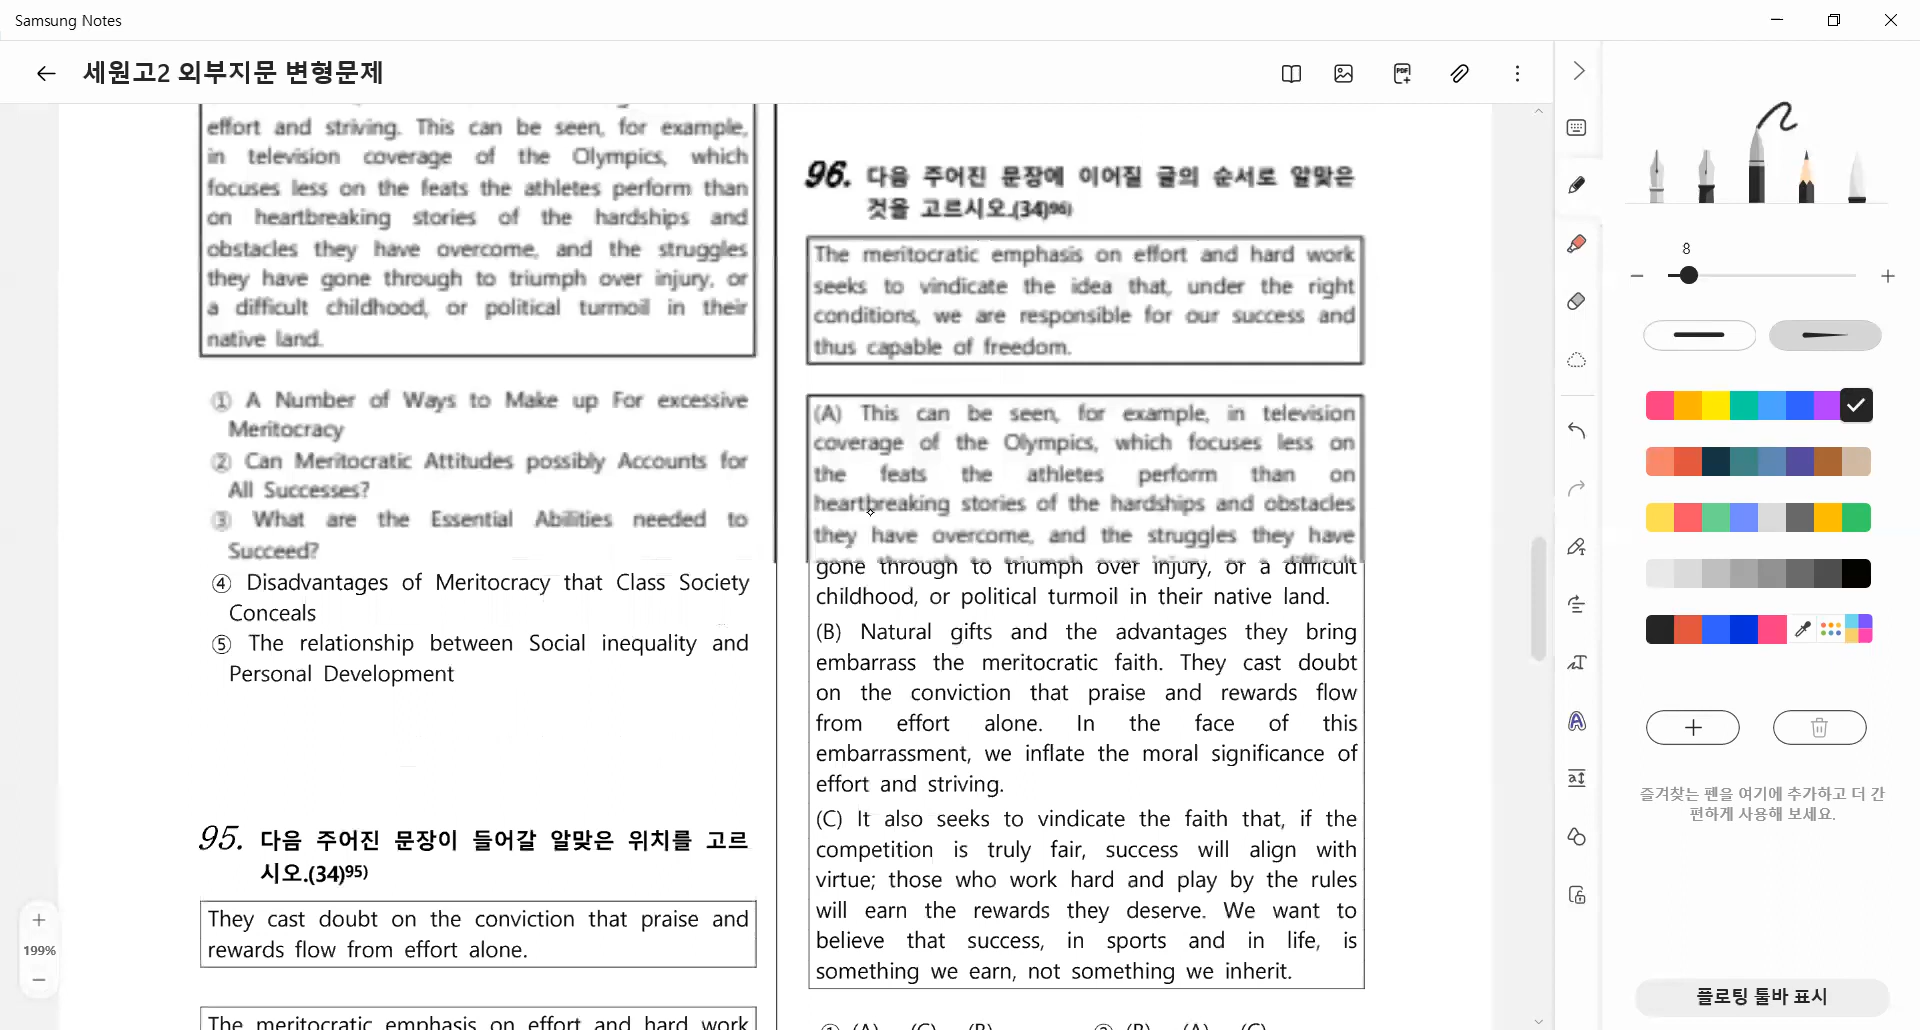 Samsung Notes
세원고2 외부지문 변형문제
effort and striving. This can be seen, for example,
in television coverage of the Olympics, which
focuses less on the feats the athletes perform than
on heartbreaking stories of the hardships and
obstacles they have overcome, and the struggles
they have gone through to triumph over injury, or
a difficult childhood, or political turmoil in their
native land.
① A Number of Ways to Make up For excessive
Meritocracy
② Can Meritocratic Attitudes possibly Accounts for
All Successes?
③ What are the Essential Abilities needed to
Succeed?
④ Disadvantages of Meritocracy that Class Society
Conceals
⑤ The relationship between Social inequality and
Personal Development
95. 다음 주어진 문장이 들어갈 알맞은 위치를 고르
시오.(34)95)
They cast doubt on the conviction that praise and
rewards flow from effort alone.
The meritocratic emphasis on effort and hard work
96. 다음 주어진 문장에 이어질 글의 순서로 알맞은
것을 고르시오.(34)96)
The meritocratic emphasis on effort and hard work
seeks to vindicate the idea that, under the right
conditions, we are responsible for our success and
thus capable of freedom.
(A) This can be seen, for example, in television
coverage of the Olympics, which focuses less on
the feats the athletes perform than on
heartbreaking stories of the hardships and obstacles
they have overcome, and the struggles they have
gone through to triumph over injury, or a difficult
childhood, or political turmoil in their native land.
(B) Natural gifts and the advantages they bring
embarrass the meritocratic faith. They cast doubt
on the conviction that praise and rewards flow
from effort alone. In the face of this
embarrassment, we inflate the moral significance of
effort and striving.
(C) It also seeks to vindicate the faith that, if the
competition is truly fair, success will align with
virtue; those who work hard and play by the rules
will earn the rewards they deserve. We want to
believe that success, in sports and in life, is
something we earn, not something we inherit.
① (A) (C) (B) ② (B) (A) (C)
199%
PDF
8
즐겨찾는 펜을 여기에 추가하고 더 간
편하게 사용해 보세요.
플로팅 툴바 표시